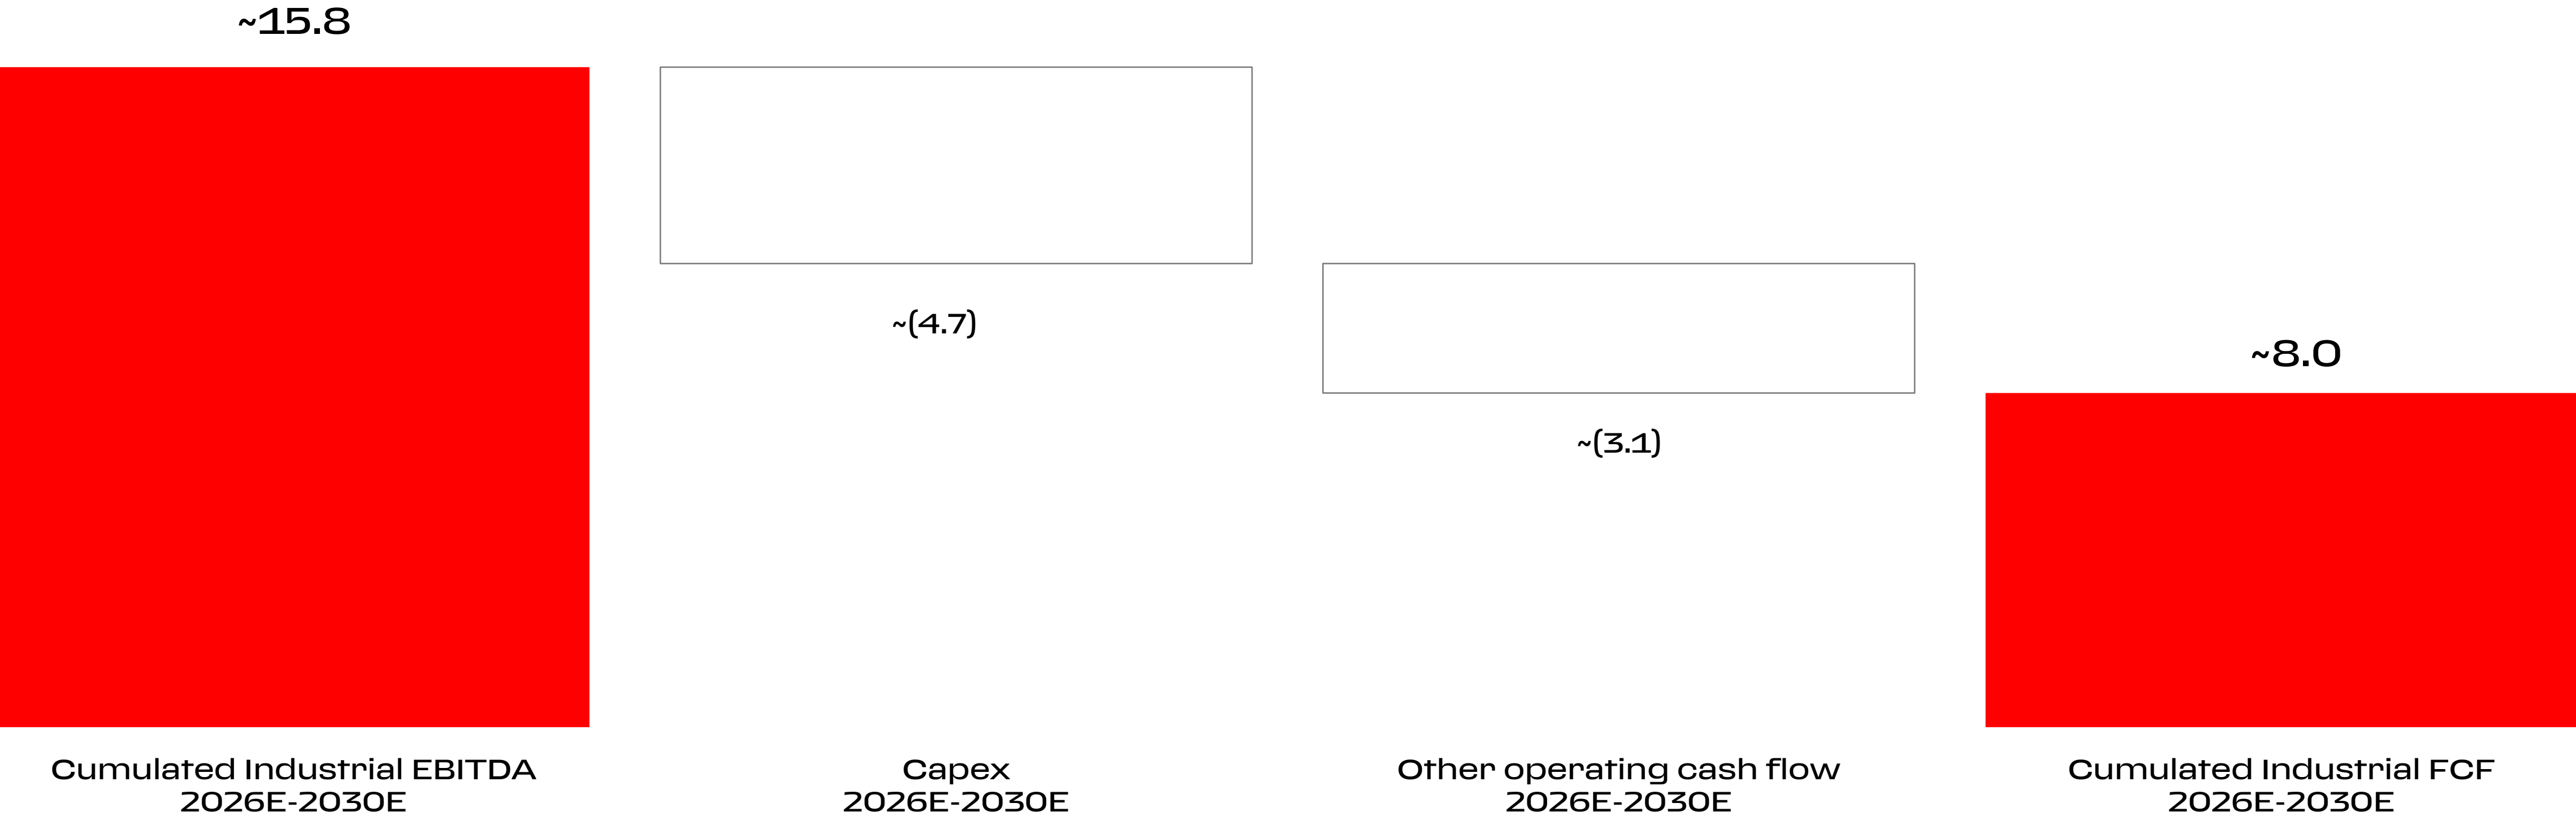 ~15.8
~(4.7)
~(3.1)
~8.0
Cumulated Industrial EBITDA
2026E-2030E
Capex
2026E-2030E
Other operating cash flow
2026E-2030E
Cumulated Industrial FCF
2026E-2030E